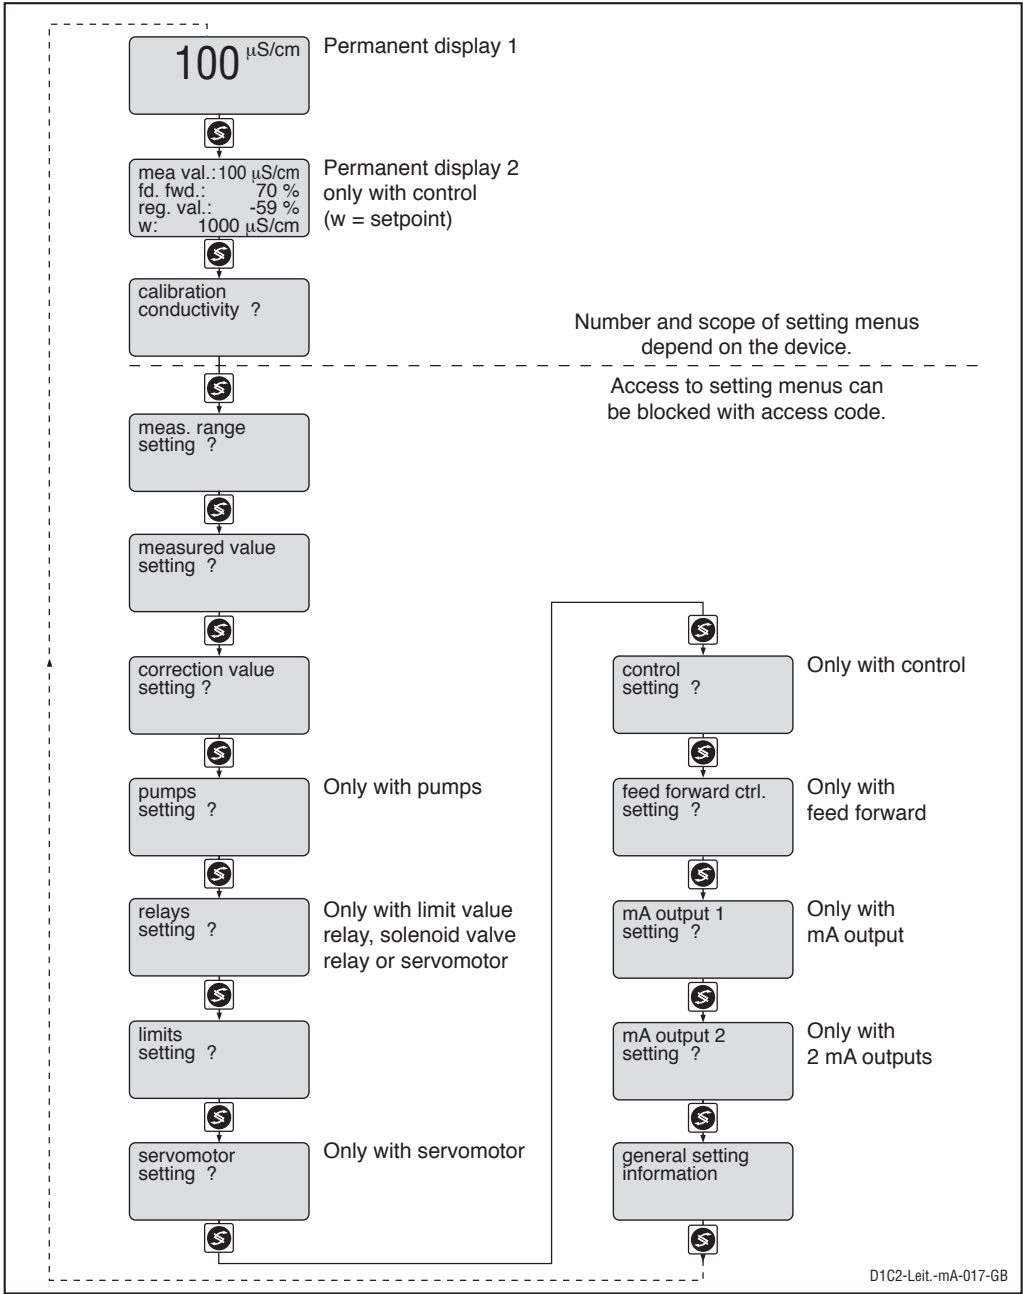 100 µS/cm
Permanent display 1
mea val.: 100 µS/cm
fd. fwd.: 70 %
reg. val.: -59 %
w: 1000 µS/cm
Permanent display 2
only with control
(w = setpoint)
calibration
conductivity ?
Number and scope of setting menus
depend on the device.
Access to setting menus can
be blocked with access code.
meas. range
setting ?
measured value
setting ?
correction value
setting ?
pumps
setting ?
Only with pumps
relays
setting ?
Only with limit value
relay, solenoid valve
relay or servomotor
limits
setting ?
servomotor
setting ?
Only with servomotor
control
setting ?
Only with control
feed forward ctrl.
setting ?
Only with
feed forward
mA output 1
setting ?
Only with
mA output
mA output 2
setting ?
Only with
2 mA outputs
general setting
information
D1C2-Leit.-mA-017-GB